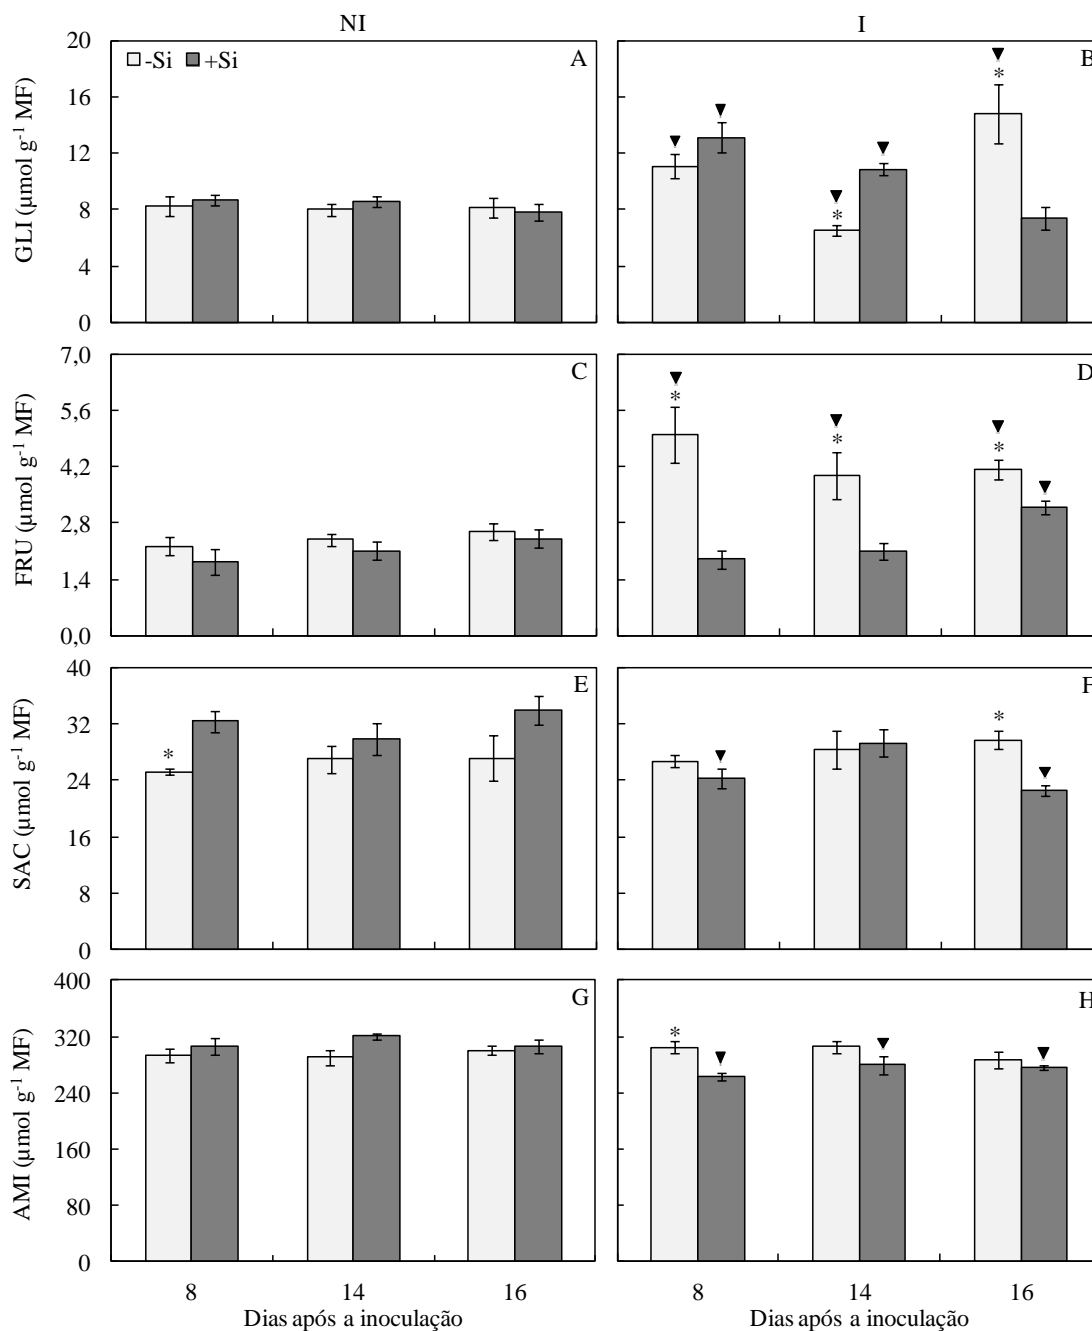 NI
I
GLI (µmol g⁻¹ MF)
20
16
12
8
4
0
-Si +Si
A
▼
▼
▼
*
▼
▼
*
B
FRU (µmol g⁻¹ MF)
7,0
5,6
4,2
2,8
1,4
0,0
C
▼
*
▼
*
▼
*
▼
D
SAC (µmol g⁻¹ MF)
40
32
24
16
8
0
*
E
▼
*
▼
F
AMI (µmol g⁻¹ MF)
400
320
240
160
80
0
G
*
▼
▼
▼
H
8 14 16
Dias após a inoculação
8 14 16
Dias após a inoculação